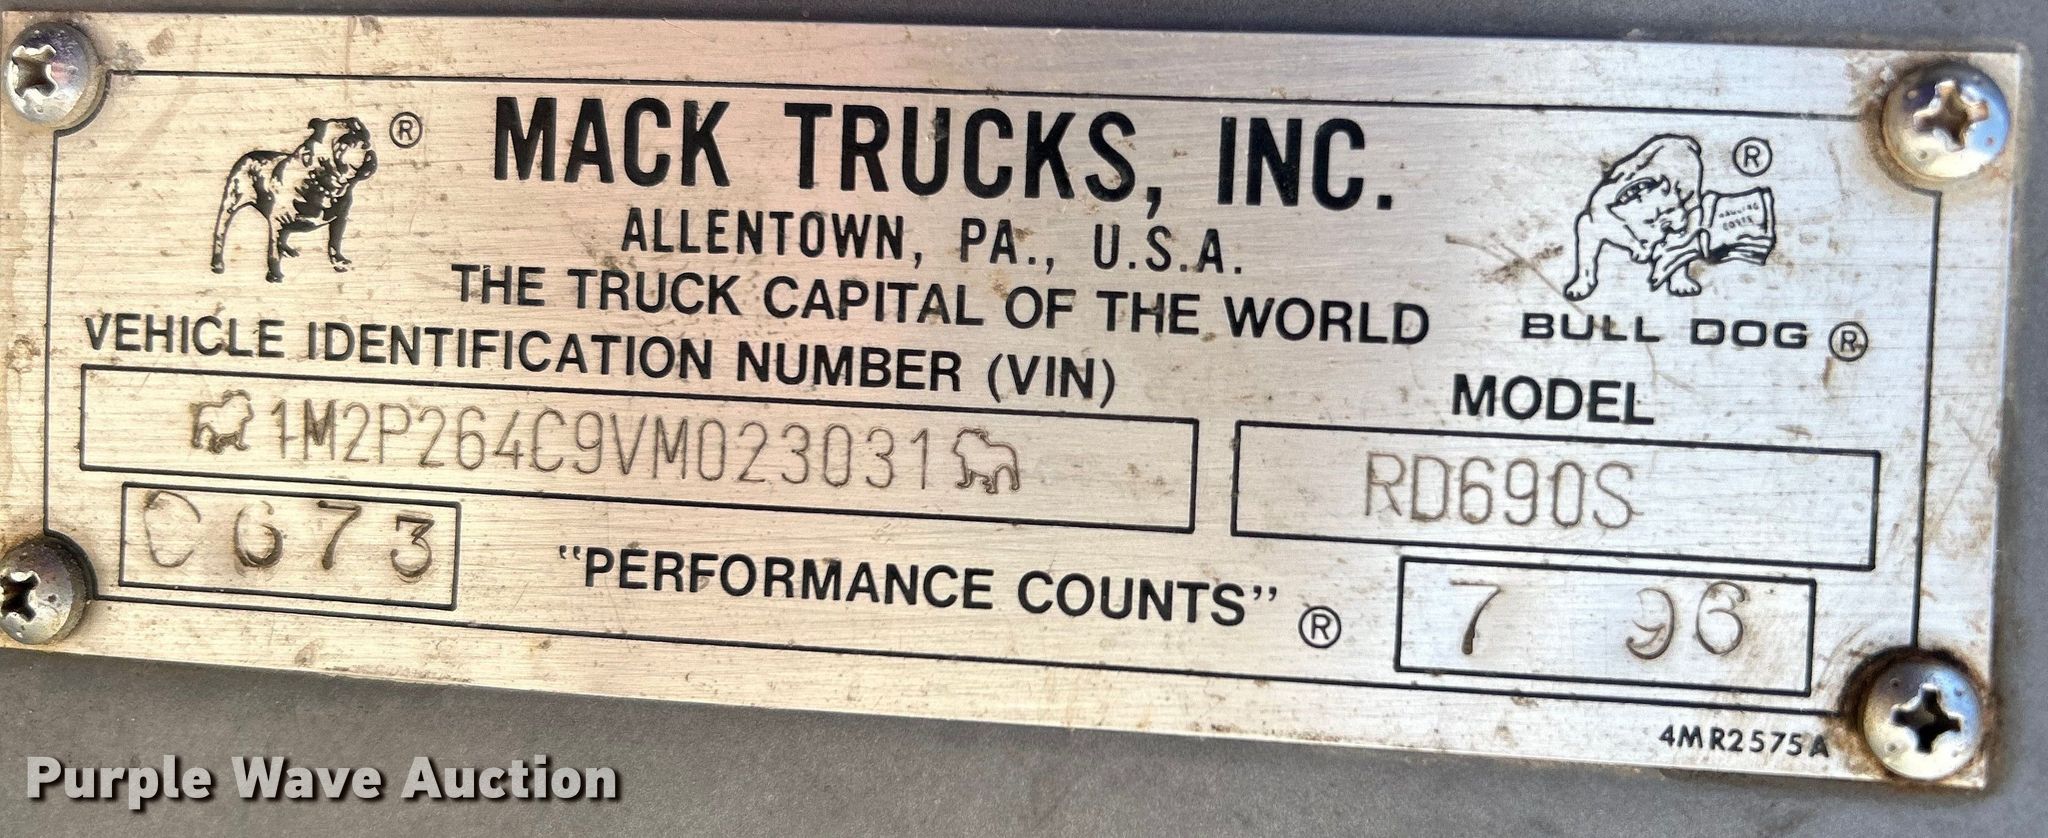 ®
MACK TRUCKS, INC.
®
ALLENTOWN, PA., U.S.A.
THE TRUCK CAPITAL OF THE WORLD
BULL DOG ®
VEHICLE IDENTIFICATION NUMBER (VIN)
MODEL
1M2P264C9VM023031
RD690S
C673
"PERFORMANCE COUNTS" ®
7 96
4MR2575A
Purple Wave Auction